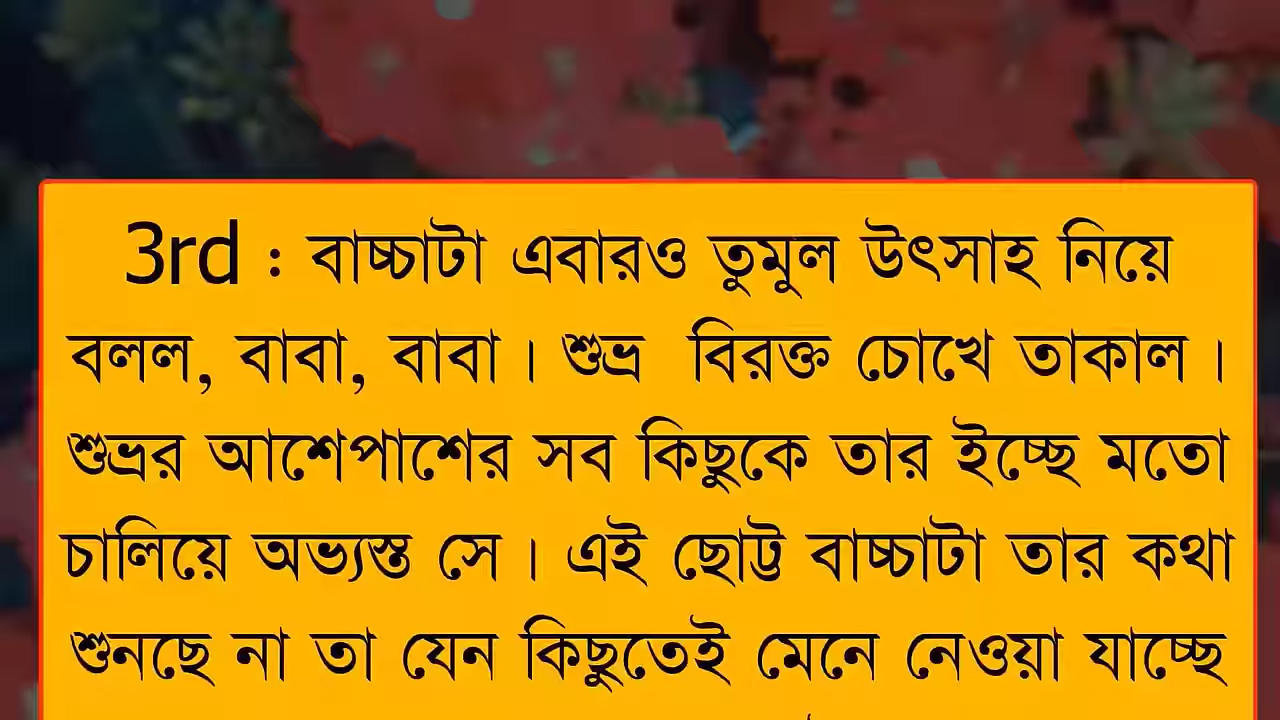 3rd : বাচ্চাটা এবারও তুমুল উৎসাহ নিয়ে
বলল, বাবা, বাবা। শুভ্র বিরক্ত চোখে তাকাল।
শুভ্রর আশেপাশের সব কিছুকে তার ইচ্ছে মতো
চালিয়ে অভ্যস্ত সে। এই ছোট্ট বাচ্চাটা তার কথা
শুনছে না তা যেন কিছুতেই মেনে নেওয়া যাচ্ছে